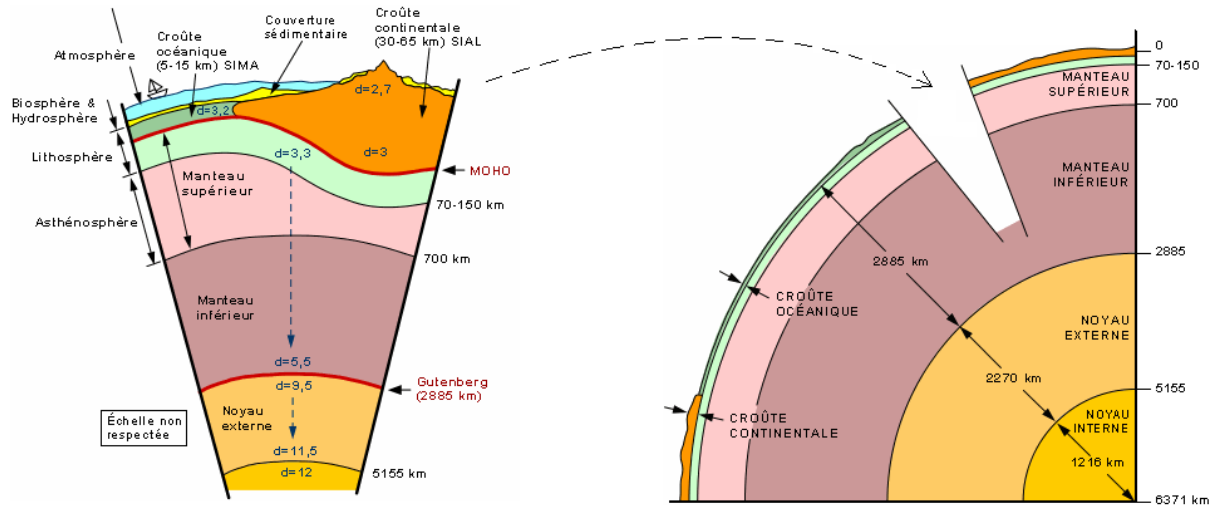 Atmosphère
Croûte
océanique
(5-15 km) SIMA
Couverture
sédimentaire
Croûte
continentale
(30-65 km) SIAL
Biosphère &
Hydrosphère
Lithosphère
Asthénosphère
d=3,2
d=2,7
d=3,3
d=3
MOHO
Manteau
supérieur
70-150 km
700 km
Manteau
inférieur
d=5,5
d=9,5
Gutenberg
(2885 km)
Échelle non
respectée
Noyau
externe
d=11,5
d=12
5155 km
0
70-150
MANTEAU
SUPÉRIEUR
700
MANTEAU
INFÉRIEUR
2885
2885 km
CROÛTE
OCÉANIQUE
NOYAU
EXTERNE
2270 km
5155
CROÛTE
CONTINENTALE
NOYAU
INTERNE
1216 km
6371 km